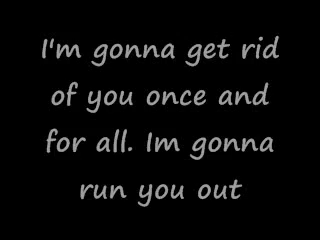 I'm gonna get rid
of you once and
for all. Im gonna
run you out